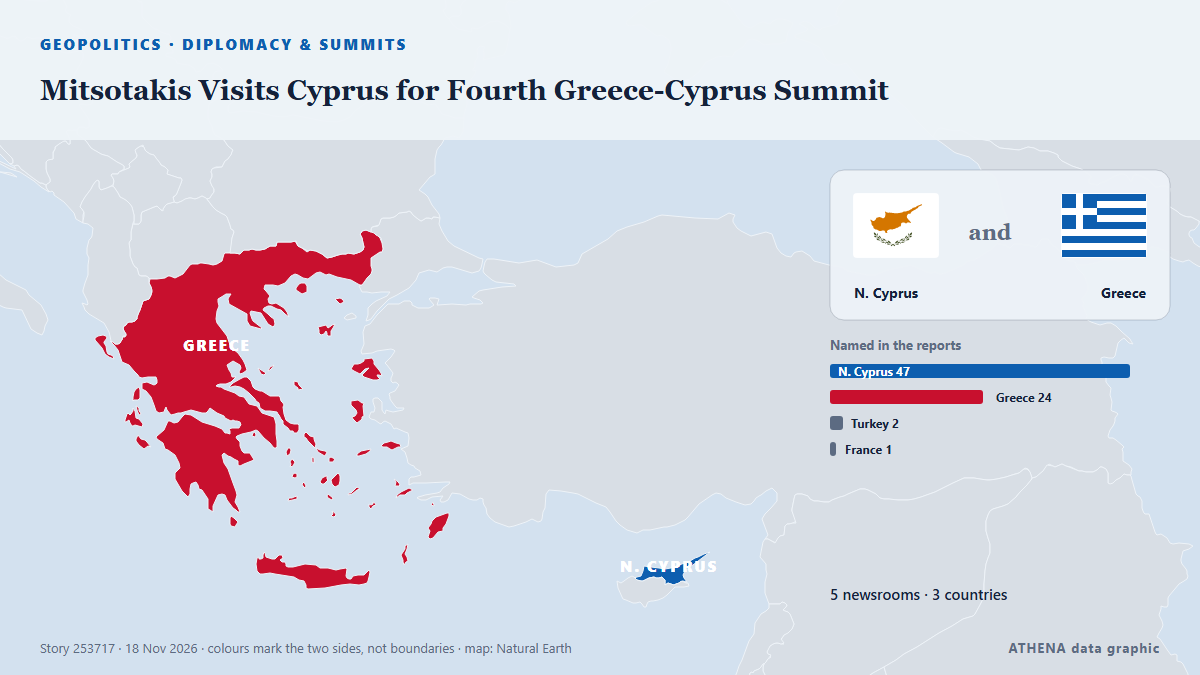 GEOPOLITICS · DIPLOMACY & SUMMITS
Mitsotakis Visits Cyprus for Fourth Greece-Cyprus Summit
and
N. Cyprus
Greece
Named in the reports
N. Cyprus 47
Greece 24
Turkey 2
France 1
GREECE
N. CYPRUS
5 newsrooms · 3 countries
Story 253717 · 18 Nov 2026 · colours mark the two sides, not boundaries · map: Natural Earth
ATHENA data graphic